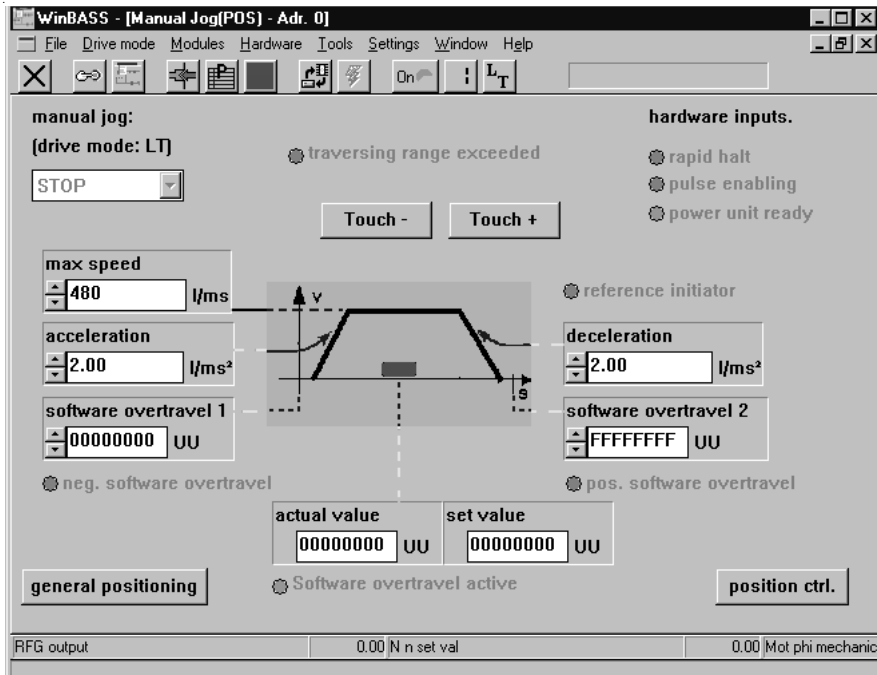 WinBASS - [Manual Jog(POS) - Adr. 0]
File Drive mode Modules Hardware Tools Settings Window Help
On LT
manual jog:
(drive mode: LT)
STOP
traversing range exceeded
hardware inputs.
rapid halt
pulse enabling
power unit ready
Touch - Touch +
max speed
480 I/ms
reference initiator
v
acceleration
2.00 I/ms²
deceleration
2.00 I/ms²
s
software overtravel 1
00000000 UU
software overtravel 2
FFFFFFFF UU
neg. software overtravel
pos. software overtravel
actual value set value
00000000 UU 00000000 UU
general positioning
Software overtravel active
position ctrl.
RFG output 0.00 N n set val 0.00 Mot phi mechanic